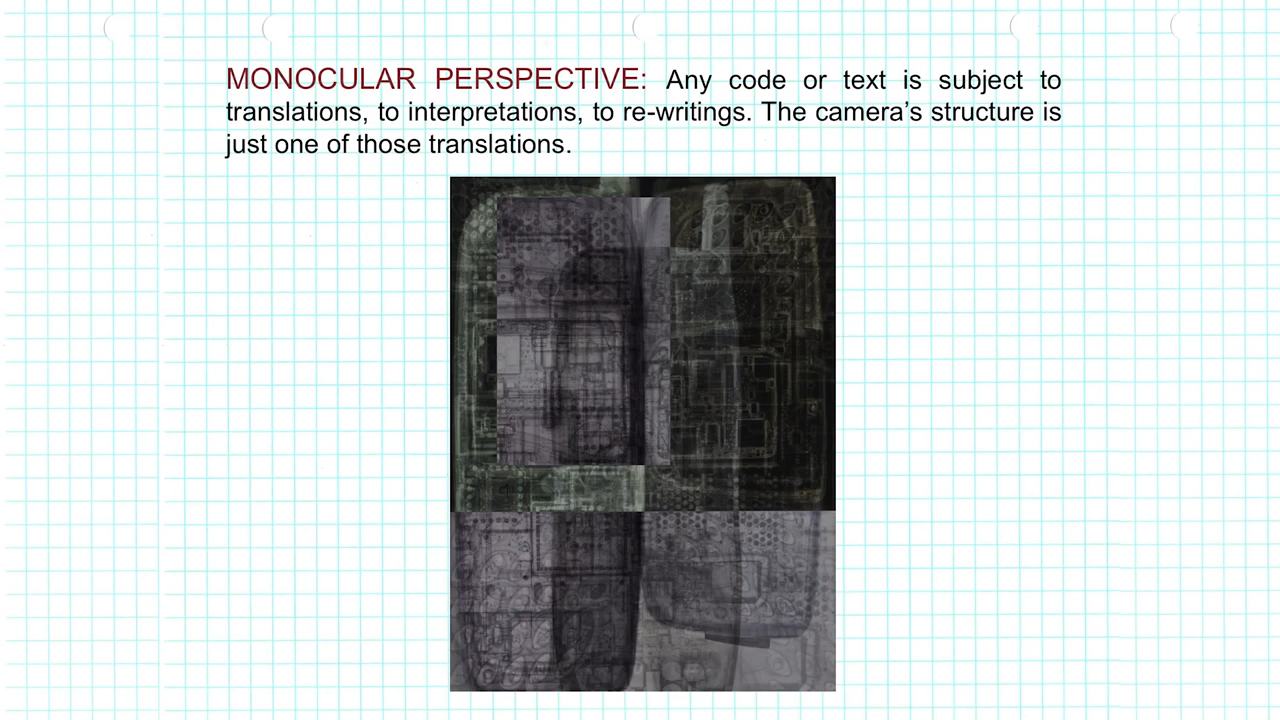 MONOCULAR PERSPECTIVE: Any code or text is subject to
translations, to interpretations, to re-writings. The camera’s structure is
just one of those translations.